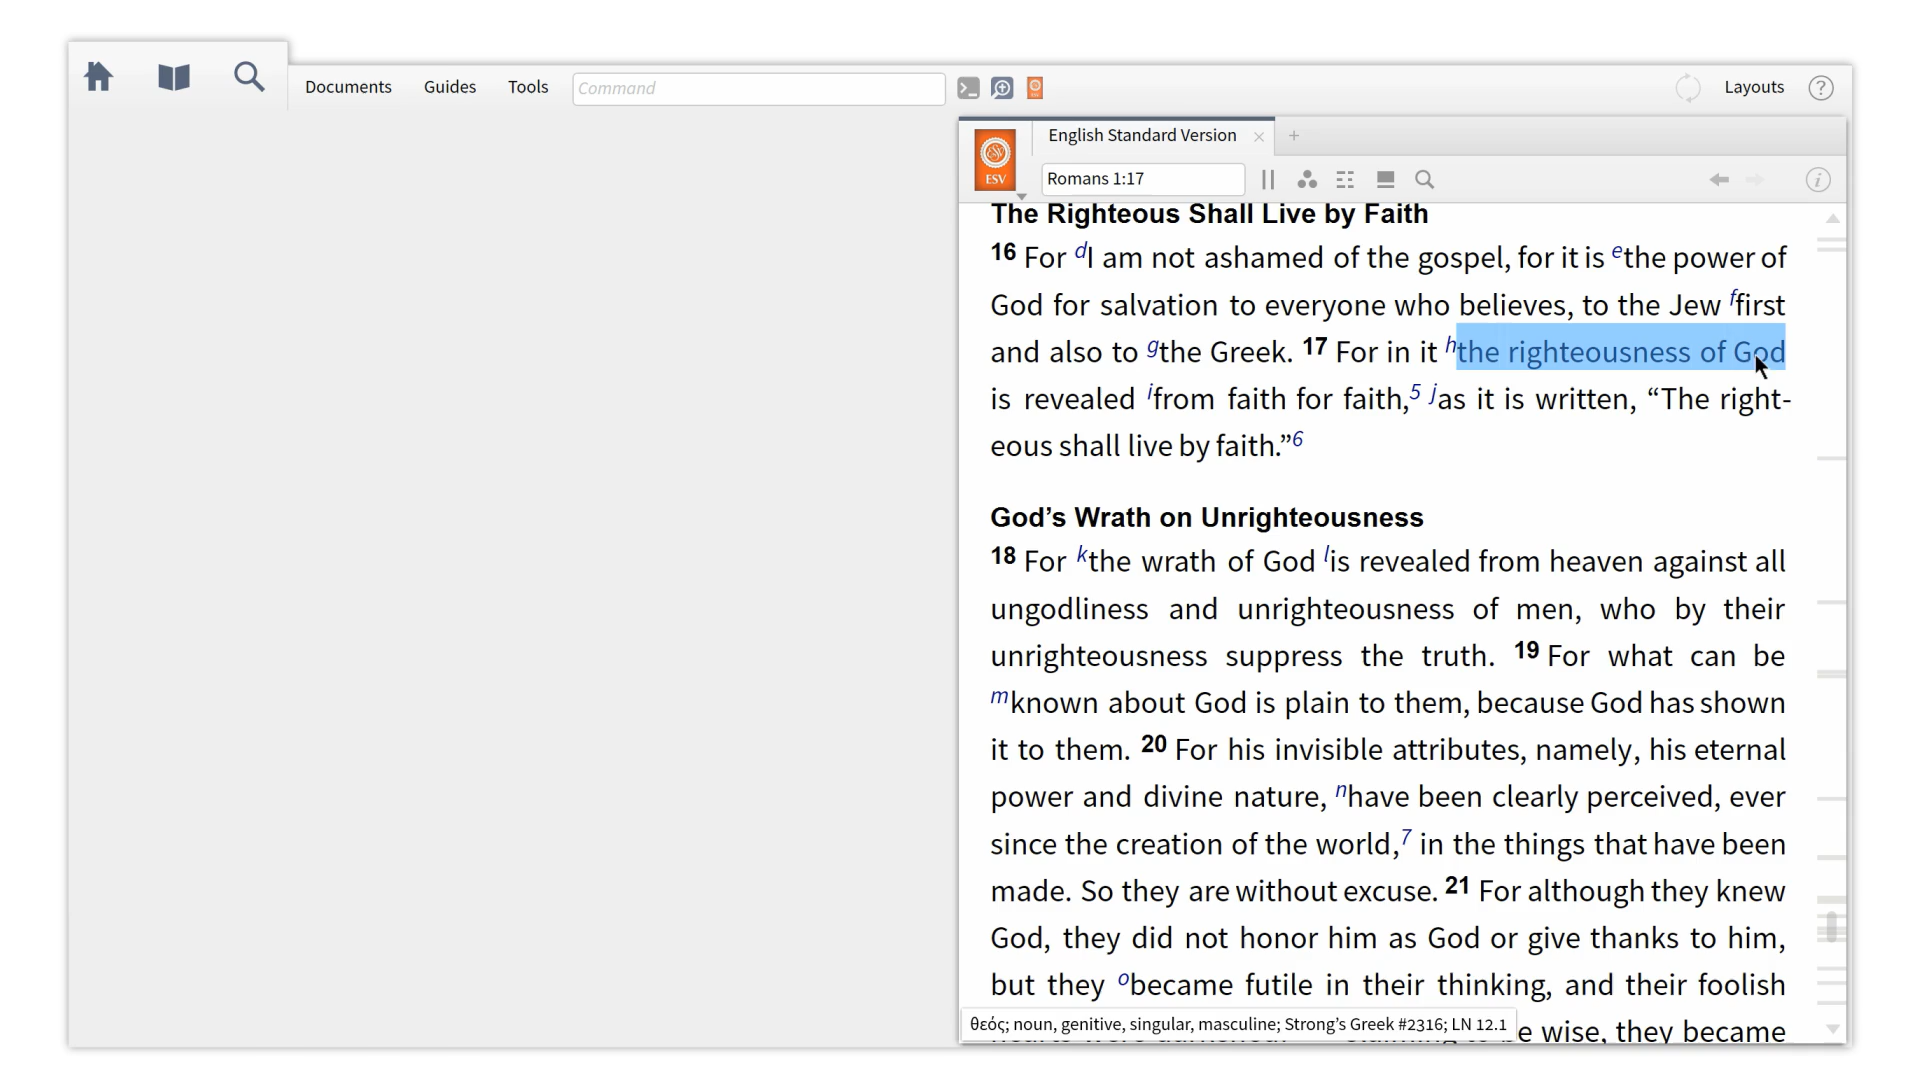 Documents Guides Tools Command Layouts ?
English Standard Version × +
ESV Romans 1:17 i
The Righteous Shall Live by Faith
16 For dI am not ashamed of the gospel, for it is ethe power of
God for salvation to everyone who believes, to the Jew ffirst
and also to gthe Greek. 17 For in it hthe righteousness of God
is revealed ifrom faith for faith,5 jas it is written, “The right-
eous shall live by faith.”6
God’s Wrath on Unrighteousness
18 For kthe wrath of God lis revealed from heaven against all
ungodliness and unrighteousness of men, who by their
unrighteousness suppress the truth. 19 For what can be
mknown about God is plain to them, because God has shown
it to them. 20 For his invisible attributes, namely, his eternal
power and divine nature, nhave been clearly perceived, ever
since the creation of the world,7 in the things that have been
made. So they are without excuse. 21 For although they knew
God, they did not honor him as God or give thanks to him,
but they obecame futile in their thinking, and their foolish
θεός; noun, genitive, singular, masculine; Strong’s Greek #2316; LN 12.1
e wise, they became